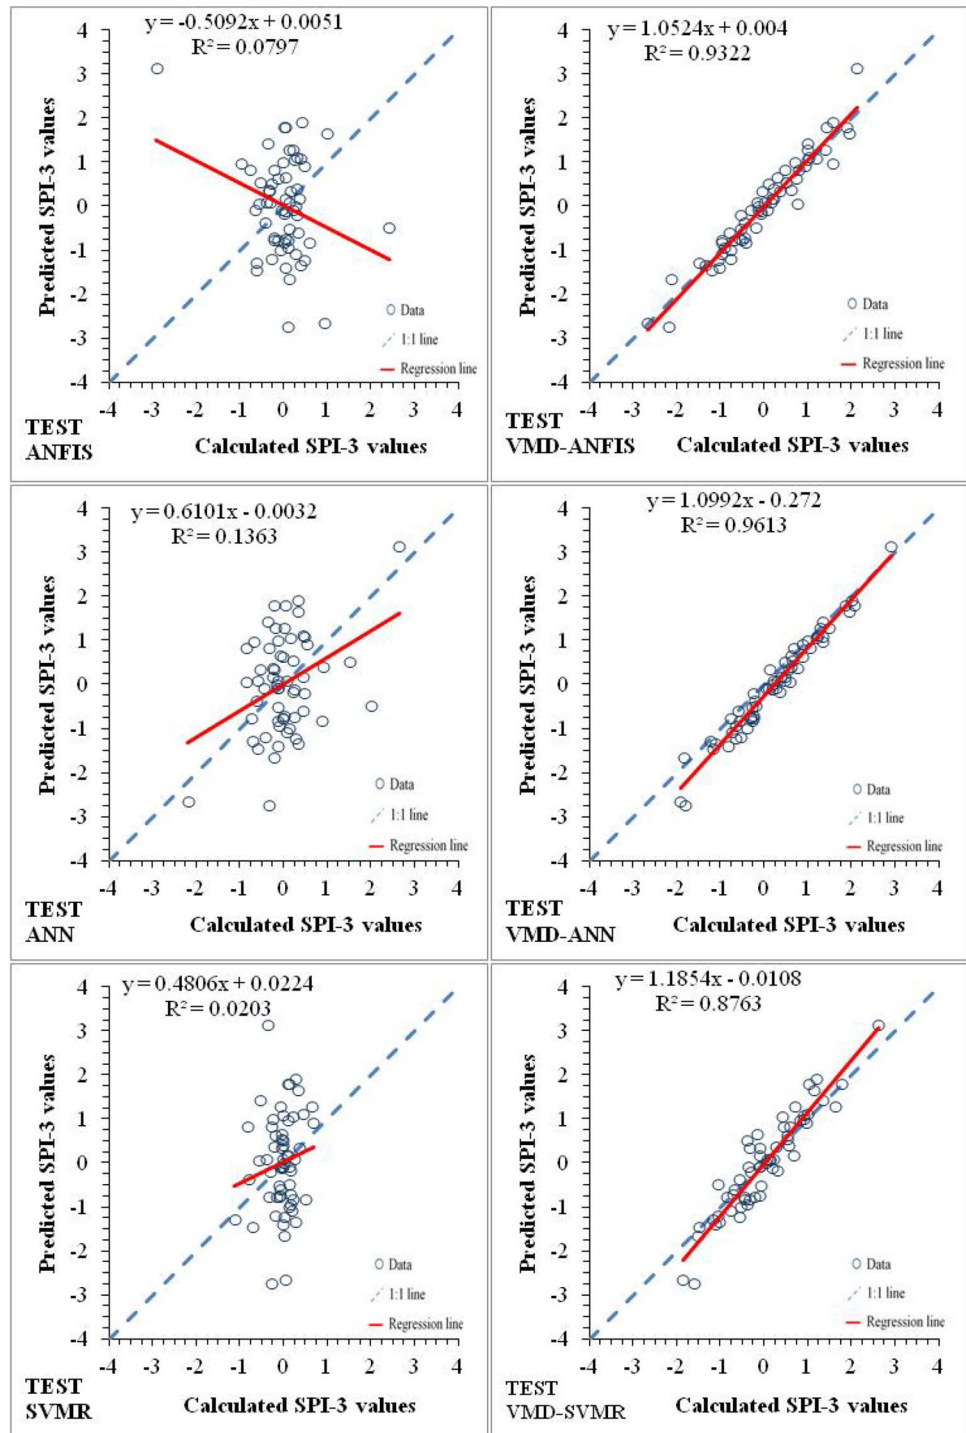 y = -0.5092x + 0.0051
R² = 0.0797
4
3
2
1
0
-1
-2
-3
-4
Predicted SPI-3 values
Data
1:1 line
Regression line
-4 -3 -2 -1 0 1 2 3 4
TEST
ANFIS
Calculated SPI-3 values
y = 1.0524x + 0.004
R² = 0.9322
4
3
2
1
0
-1
-2
-3
-4
Predicted SPI-3 values
Data
1:1 line
Regression line
-4 -3 -2 -1 0 1 2 3 4
TEST
VMD-ANFIS
Calculated SPI-3 values
y = 0.6101x - 0.0032
R² = 0.1363
4
3
2
1
0
-1
-2
-3
-4
Predicted SPI-3 values
Data
1:1 line
Regression line
-4 -3 -2 -1 0 1 2 3 4
TEST
ANN
Calculated SPI-3 values
y = 1.0992x - 0.272
R² = 0.9613
4
3
2
1
0
-1
-2
-3
-4
Predicted SPI-3 values
Data
1:1 line
Regression line
-4 -3 -2 -1 0 1 2 3 4
TEST
VMD-ANN
Calculated SPI-3 values
y = 0.4806x + 0.0224
R² = 0.0203
4
3
2
1
0
-1
-2
-3
-4
Predicted SPI-3 values
Data
1:1 line
Regression line
-4 -3 -2 -1 0 1 2 3 4
TEST
SVMR
Calculated SPI-3 values
y = 1.1854x - 0.0108
R² = 0.8763
4
3
2
1
0
-1
-2
-3
-4
Predicted SPI-3 values
Data
1:1 line
Regression line
-4 -3 -2 -1 0 1 2 3 4
TEST
VMD-SVMR
Calculated SPI-3 values